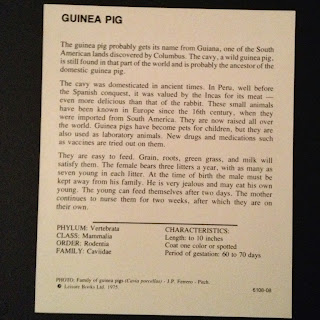 GUINEA PIG
The guinea pig probably gets its name from Guiana, one of the South
American lands discovered by Columbus. The cavy, a wild guinea pig,
is still found in that part of the world and is probably the ancestor of the
domestic guinea pig.
The cavy was domesticated in ancient times. In Peru, well before
the Spanish conquest, it was valued by the Incas for its meat —
even more delicious than that of the rabbit. These small animals
have been known in Europe since the 16th century, when they
were imported from South America. They are now raised all over
the world. Guinea pigs have become pets for children, but they are
also used as laboratory animals. New drugs and medications such
as vaccines are tried out on them.
They are easy to feed. Grain, roots, green grass, and milk will
satisfy them. The female bears three litters a year, with as many as
seven young in each litter. At the time of birth the male must be
kept away from his family. He is very jealous and may eat his own
young. The young can feed themselves after two days. The mother
continues to nurse them for two weeks, after which they are on
their own.
PHYLUM: Vertebrata
CLASS: Mammalia
ORDER: Rodentia
FAMILY: Caviidae
CHARACTERISTICS:
Length: to 10 inches
Coat one color or spotted
Period of gestation: 60 to 70 days
PHOTO: Family of guinea pigs (Cavia porcellus) - J.P. Ferrero - Pitch
© Leisure Books Ltd. 1975